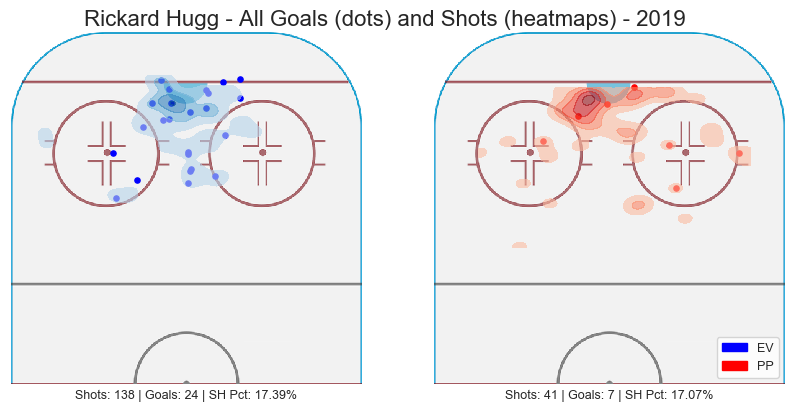 Rickard Hugg - All Goals (dots) and Shots (heatmaps) - 2019
EV
PP
Shots: 138 | Goals: 24 | SH Pct: 17.39%
Shots: 41 | Goals: 7 | SH Pct: 17.07%